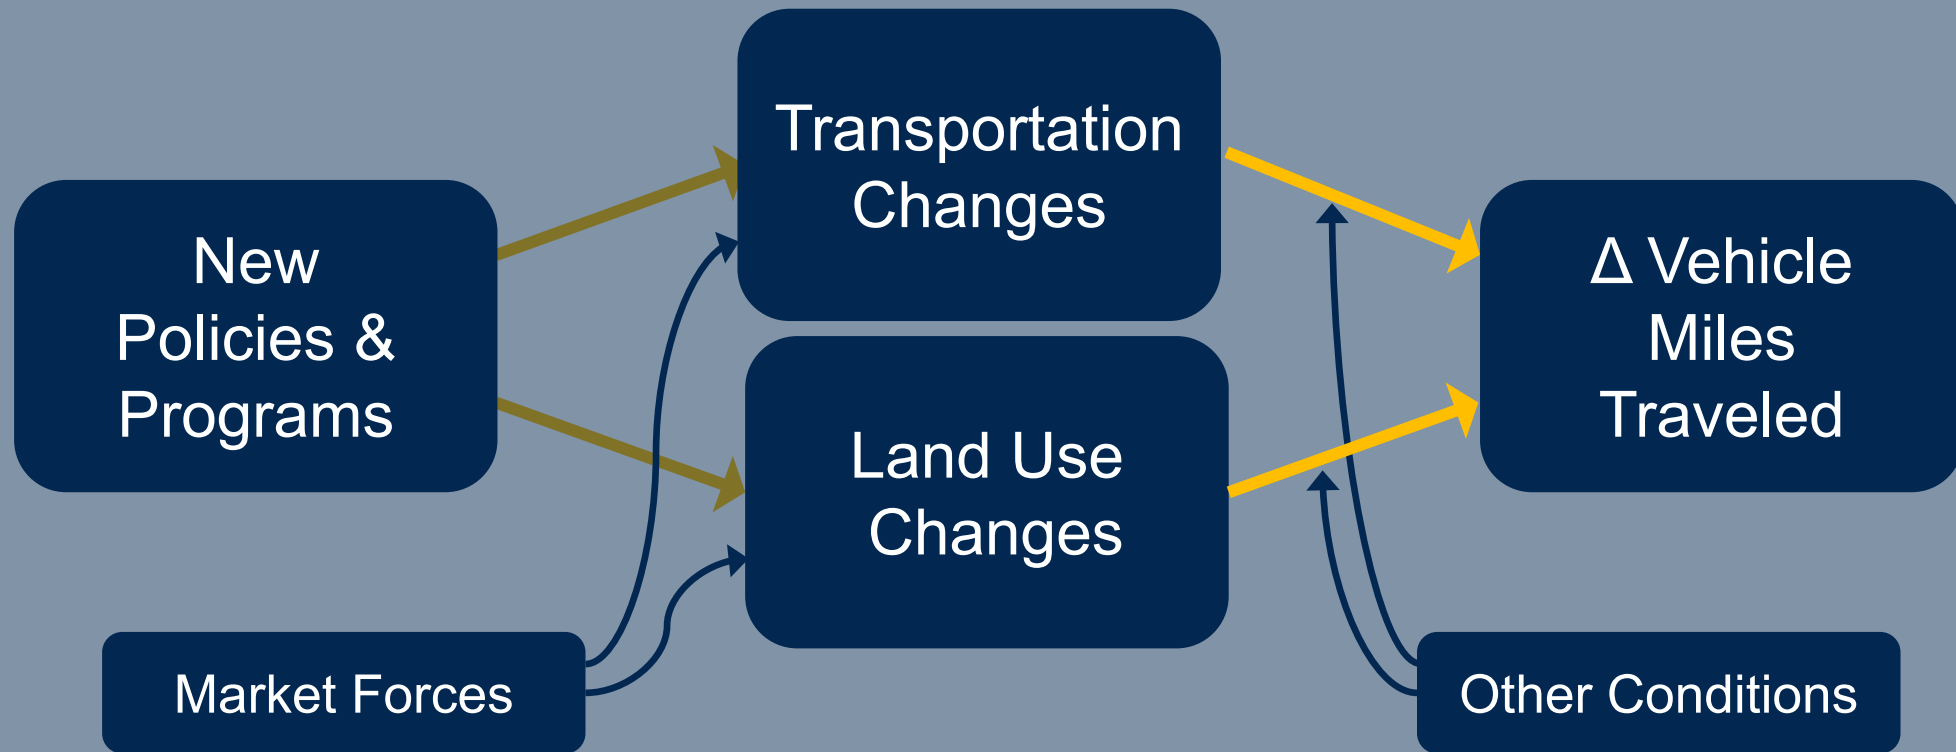 New
Policies &
Programs
Transportation
Changes
Land Use
Changes
Δ Vehicle
Miles
Traveled
Market Forces
Other Conditions